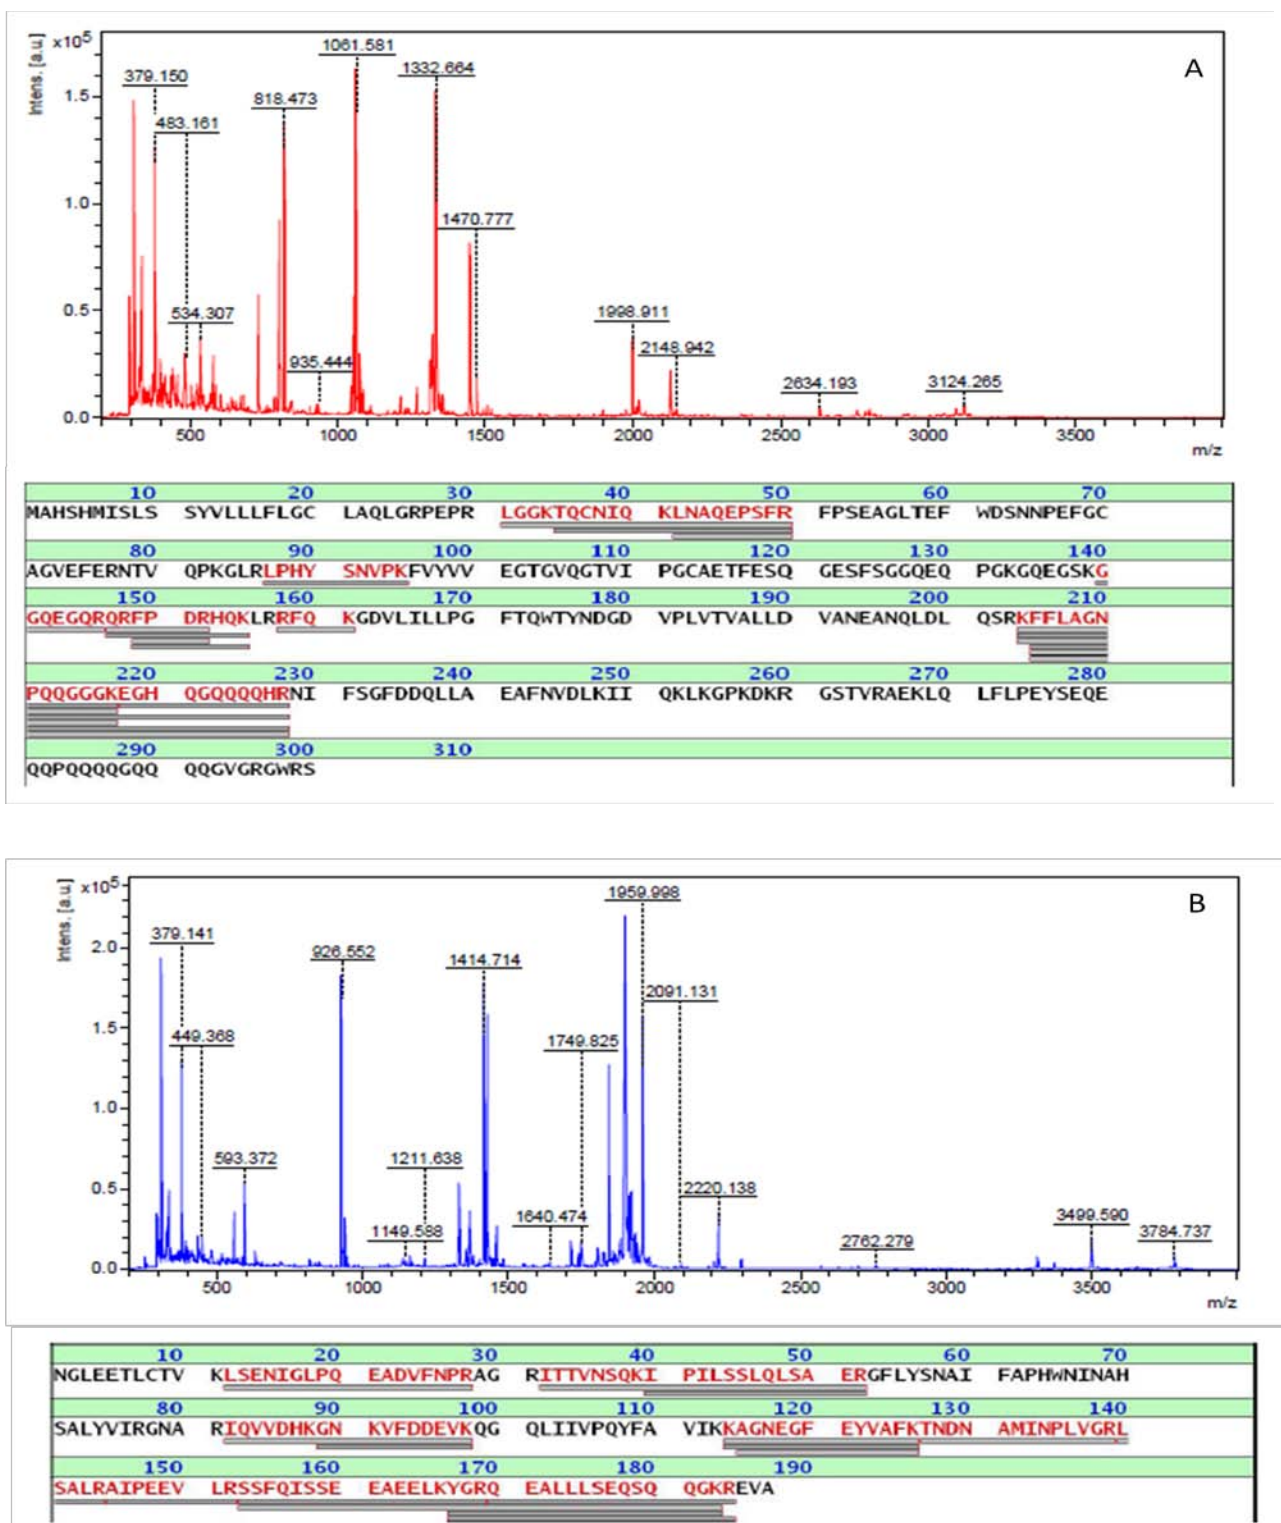 Intens. [a.u.]
x10^5
A
1061.581
1332.664
379.150
818.473
483.161
1.5
1.0
1470.777
0.5
534.307
1998.911
2148.942
935.444
2634.193
3124.265
0.0
500 1000 1500 2000 2500 3000 3500
m/z
10 20 30 40 50 60 70
MAHSHMISLS SYVLLLFLGC LAQLGRPEPR LGGKTQCNIQ KLNAQEPSFR FPSEAGLTEF WDSNNPEFGC
80 90 100 110 120 130 140
AGVEFERNTV QPKGLRLPHY SNVPKFVYVV EGTGVQGTVI PGCAETFESQ GESFSGGQEQ PGKGQEGSKG
150 160 170 180 190 200 210
GQEGQRQRFP DRHQKLRRFQ KGDVLILLPG FTQWTYNDGD VPLVTVALLD VANEANQLDL QSRKFFLAGN
220 230 240 250 260 270 280
PQQGGGKEGH QGQQQQHRNI FSGFDDQLLA EAFNVDLKII QKLKGPKDKR GSTVRAEKLQ LFLPEYSEQE
290 300 310
QQPQQQQGQQ QQGVGRGWRS
Intens. [a.u.]
x10^5
B
1959.998
379.141
926.552
1414.714
2.0
2091.131
449.368
1749.825
1.5
1.0
593.372
1211.638
0.5
2220.138
1149.588
1640.474
2762.279
3499.590
3784.737
0.0
500 1000 1500 2000 2500 3000 3500
m/z
10 20 30 40 50 60 70
NGLEETLCTV KLSENIGLPQ EADVFNPRAG RITTVNSQKI PILSSLQLSA ERGFLYSNAI FAPHWNINAH
80 90 100 110 120 130 140
SALYVIRGNA RIQVVDHKGN KVFDDEVKQG QLIIVPQYFA VIKKAGNEGF EYVAFKTNDN AMINPLVGRL
150 160 170 180 190
SALRAIPEEV LRSSFQISSE EAEELKYGRQ EALLLSEQSQ QGKREVA